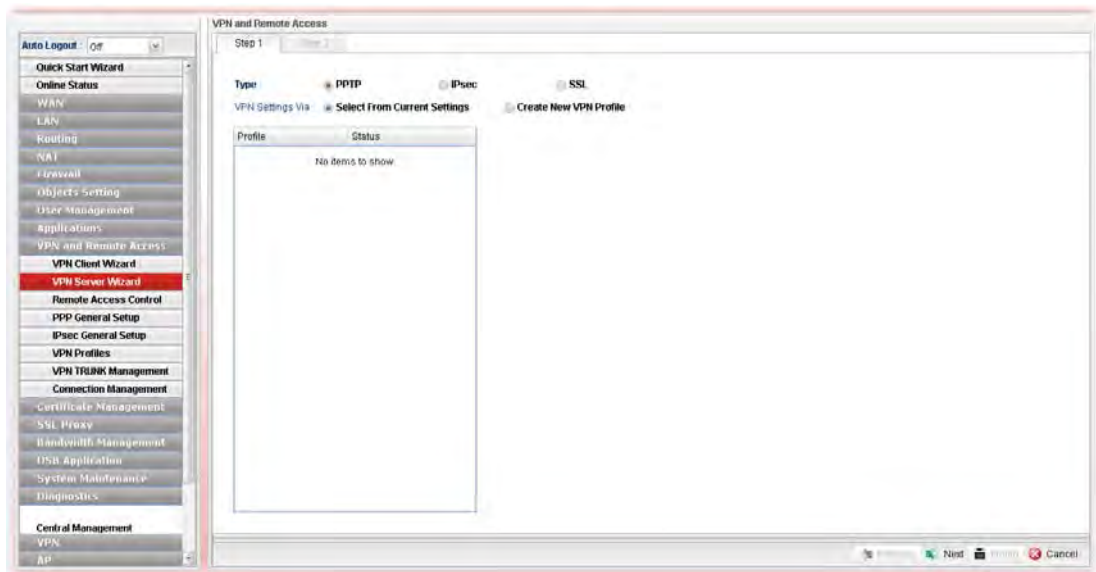 VPN and Remote Access
Auto Logout : Off
Step 1
Step 2
Quick Start Wizard
Online Status
WAN
LAN
Routing
NAT
Firewall
Objects Setting
User Management
Applications
VPN and Remote Access
VPN Client Wizard
VPN Server Wizard
Remote Access Control
PPP General Setup
IPsec General Setup
VPN Profiles
VPN TRUNK Management
Connection Management
Certificate Management
SSL Proxy
Bandwidth Management
USB Application
System Maintenance
Diagnostics
Central Management
VPN
AP
Type PPTP IPsec SSL
VPN Settings Via Select From Current Settings Create New VPN Profile
Profile Status
No items to show.
Next Cancel